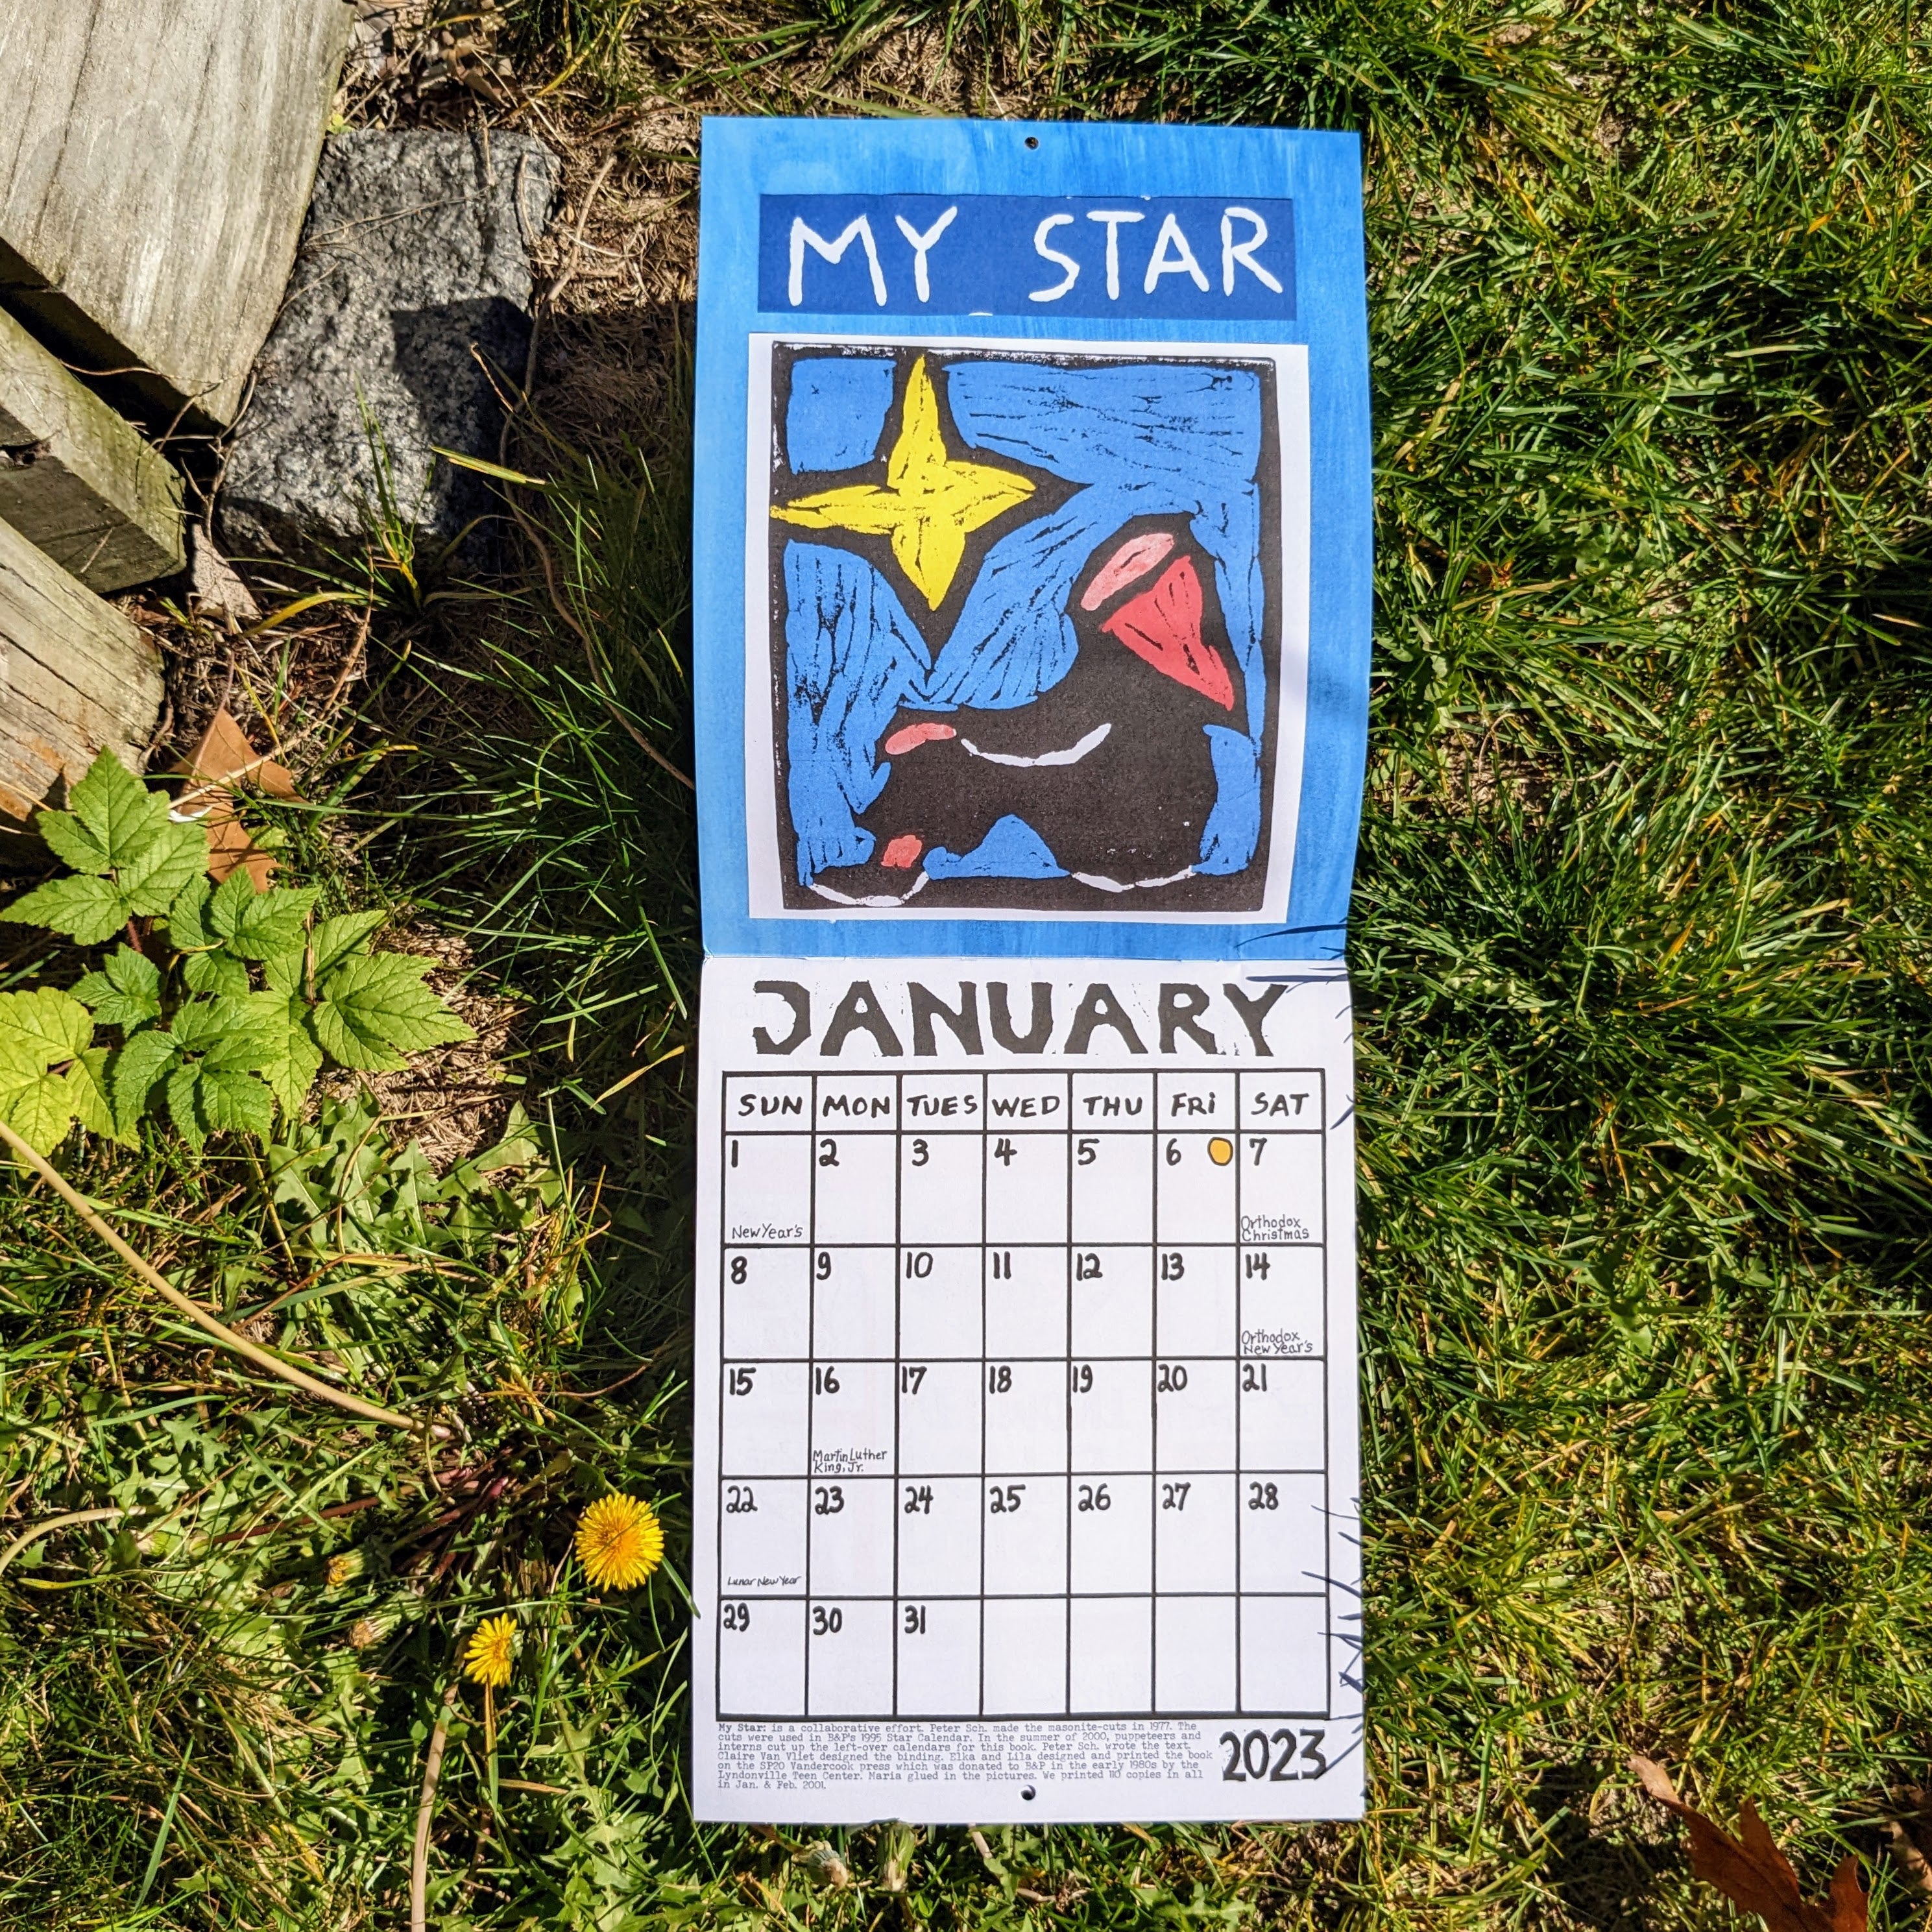 MY STAR
JANUARY
SUN MON TUES WED THU FRi SAT
1 2 3 4 5 6 7
New Year's
Orthodox
Christmas
8 9 10 11 12 13 14
Orthodox
New Year's
15 16 17 18 19 20 21
Martin Luther
King, Jr.
22 23 24 25 26 27 28
Lunar New Year
29 30 31
My Star: is a collaborative effort. Peter Sch. made the masonite-cuts in 1977. The
cuts were used in B&P's 1995 Star Calendar. In the summer of 2000, puppeteers and
interns cut up the left-over calendars for this book. Peter Sch. wrote the text.
Claire Van Vliet designed the binding. Elka and Lila designed and printed the book
on the SP20 Vandercook press which was donated to B&P in the early 1980s by the
Lyndonville Teen Center. Maria glued in the pictures. We printed 110 copies in all
in Jan. & Feb. 2001.
2023